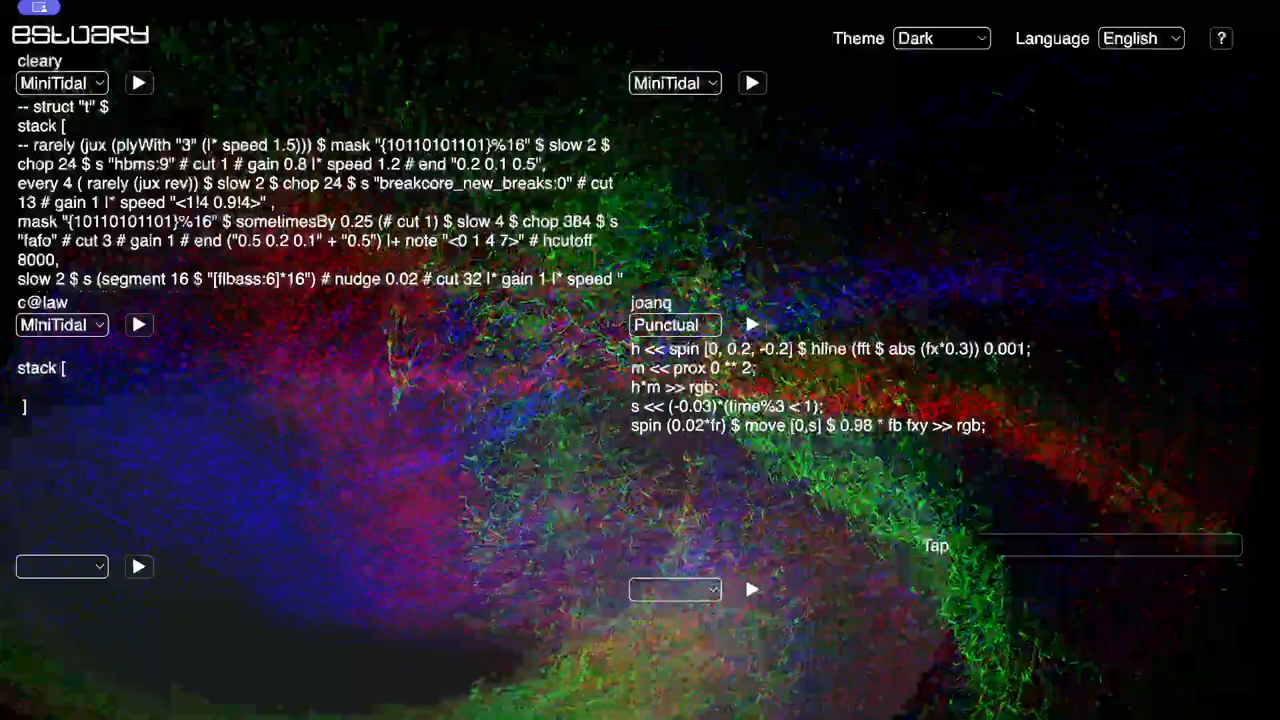 estuary
Theme Dark Language English ?
cleary
MiniTidal
-- struct "t" $
stack [
-- rarely (jux (plyWith "3" (|* speed 1.5))) $ mask "{10110101101}%16" $ slow 2 $
chop 24 $ s "hbms:9" # cut 1 # gain 0.8 |* speed 1.2 # end "0.2 0.1 0.5",
every 4 ( rarely (jux rev)) $ slow 2 $ chop 24 $ s "breakcore_new_breaks:0" # cut
13 # gain 1 |* speed "<1!4 0.9!4>" ,
mask "{10110101101}%16" $ sometimesBy 0.25 (# cut 1) $ slow 4 $ chop 384 $ s
"fafo" # cut 3 # gain 1 # end ("0.5 0.2 0.1" + "0.5") |+ note "<0 1 4 7>" # hcutoff
8000,
slow 2 $ s (segment 16 $ "[flbass:6]*16") # nudge 0.02 # cut 32 |* gain 1 |* speed "
MiniTidal
c@law
MiniTidal
stack [
]
joanq
Punctual
h << spin [0, 0.2, -0.2] $ hline (fft $ abs (fx*0.3)) 0.001;
m << prox 0 ** 2;
h*m >> rgb;
s << (-0.03)*(time%3 < 1);
spin (0.02*fr) $ move [0,s] $ 0.98 * fb fxy >> rgb;
Tap